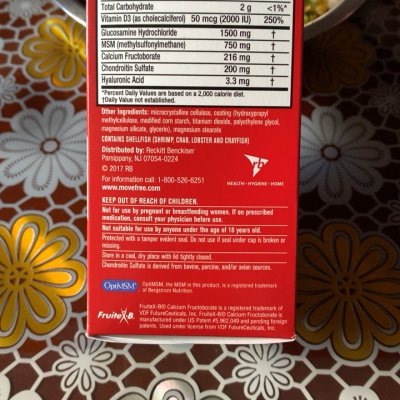 Total Carbohydrate 2 g <1%*
Vitamin D3 (as cholecalciferol) 50 mcg (2000 IU) 250%
Glucosamine Hydrochloride 1500 mg †
MSM (methylsulfonylmethane) 750 mg †
Calcium Fructoborate 216 mg †
Chondroitin Sulfate 200 mg †
Hyaluronic Acid 3.3 mg †
*Percent Daily Values are based on a 2,000 calorie diet.
†Daily Value not established.
Other Ingredients: microcrystalline cellulose, coating (hydroxypropyl
methylcellulose, modified corn starch, titanium dioxide, polyethylene glycol,
magnesium silicate, glycerin), magnesium stearate
CONTAINS SHELLFISH (SHRIMP, CRAB, LOBSTER AND CRAYFISH)
Distributed by: Reckitt Benckiser
Parsippany, NJ 07054-0224
© 2017 RB
For information call: 1-800-526-6251
www.movefree.com
rb
HEALTH • HYGIENE • HOME
KEEP OUT OF REACH OF CHILDREN.
Not for use by pregnant or breastfeeding women. If on prescribed
medication, consult your physician before use.
Not suitable for use by anyone under the age of 18 years old.
Protected with a tamper evident seal. Do not use if seal under cap is broken or
missing.
Store in a cool, dry place with lid tightly closed.
Chondroitin Sulfate is derived from bovine, porcine, and/or avian sources.
OptiMSM®
OptiMSM, the MSM in this product, is a registered trademark
of Bergstrom Nutrition.
FruiteX-B®
FruiteX-B® Calcium Fructoborate is a registered trademark of
VDF FutureCeuticals, Inc. FruiteX-B® Calcium Fructoborate is
manufactured under US Patent #5,962,049 and pending foreign
patents. Used under license from VDF FutureCeuticals, Inc.